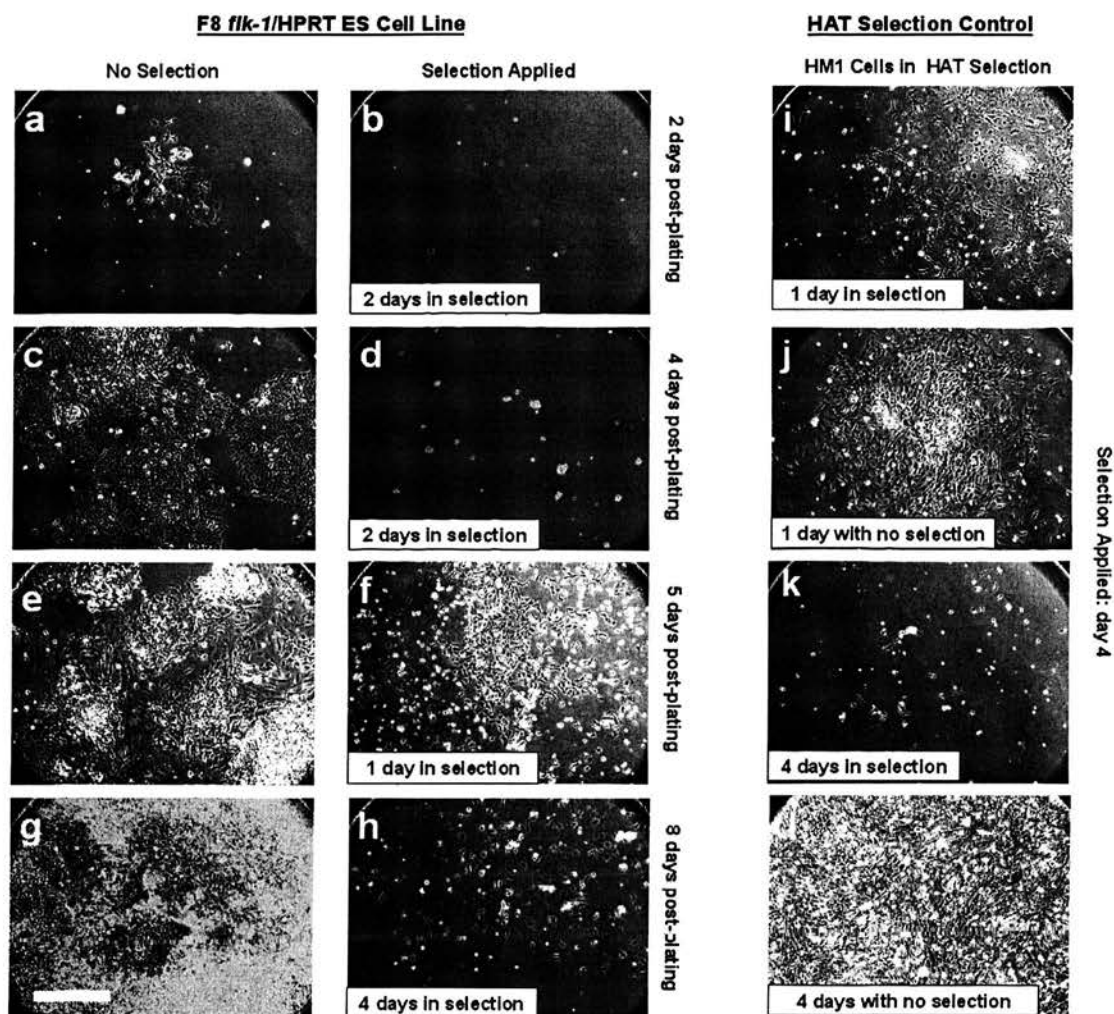 F8 flk-1/HPRT ES Cell Line
HAT Selection Control
No Selection
Selection Applied
HM1 Cells in HAT Selection
a
b
2 days in selection
2 days post-plating
i
1 day in selection
c
d
2 days in selection
4 days post-plating
j
1 day with no selection
Selection Applied: day 4
e
f
1 day in selection
5 days post-plating
k
4 days in selection
g
h
4 days in selection
8 days post-plating
l
4 days with no selection